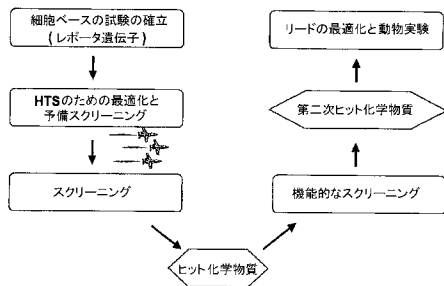 細胞ベースの試験の確立
(レポータ遺伝子)
HTSのための最適化と
予備スクリーニング
スクリーニング
ヒット化学物質
機能的なスクリーニング
第二次ヒット化学物質
リードの最適化と動物実験